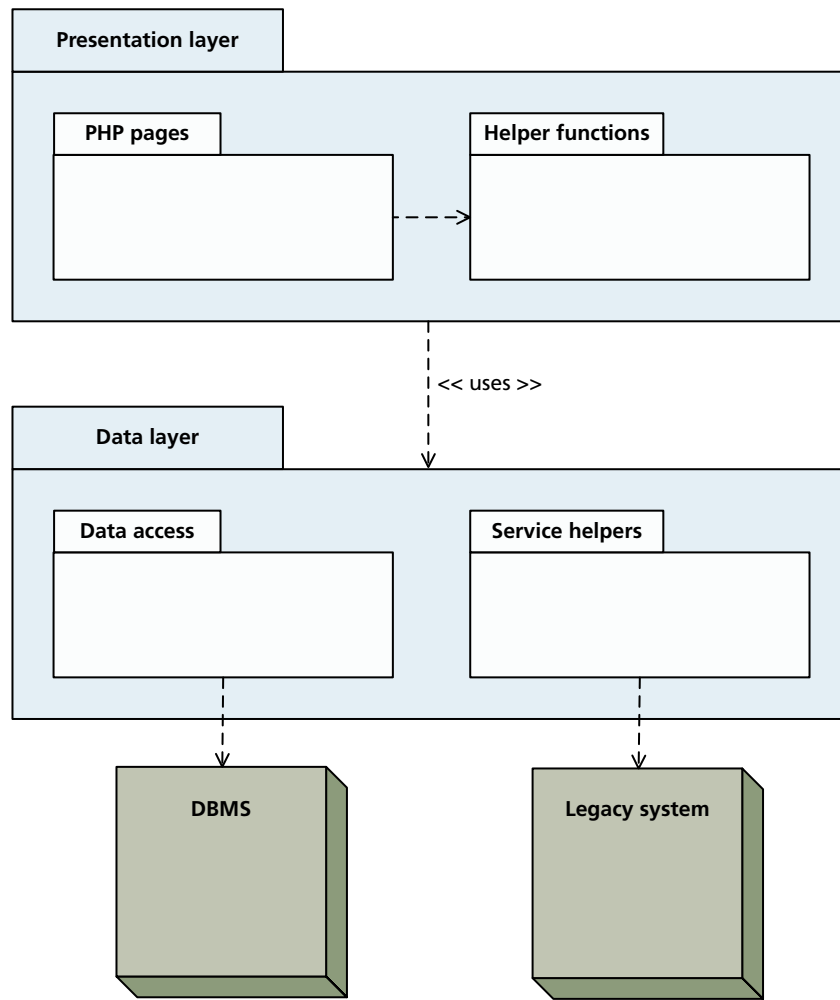 Presentation layer
PHP pages
Helper functions
<< uses >>
Data layer
Data access
Service helpers
DBMS
Legacy system